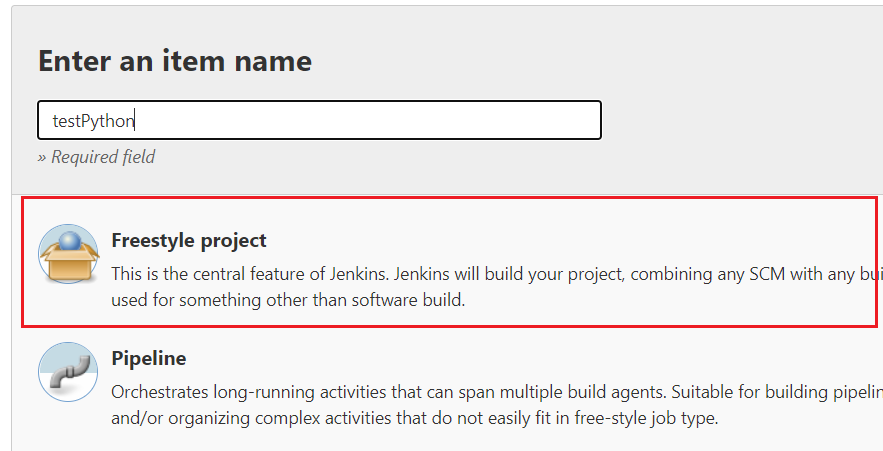 Enter an item name
testPython
» Required field
Freestyle project
This is the central feature of Jenkins. Jenkins will build your project, combining any SCM with any
used for something other than software build.
Pipeline
Orchestrates long-running activities that can span multiple build agents. Suitable for building
and/or organizing complex activities that do not easily fit in free-style job type.